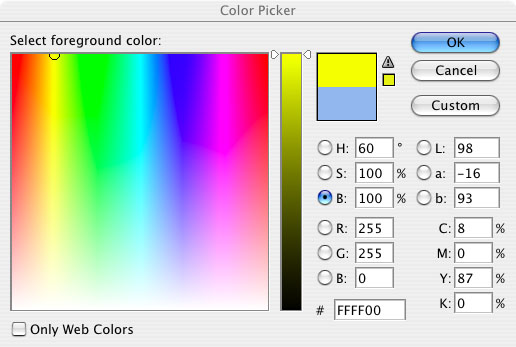 Color Picker
Select foreground color:
OK
Cancel
Custom
H: 60 °
L: 98
S: 100 %
a: -16
B: 100 %
b: 93
R: 255
C: 8 %
G: 255
M: 0 %
B: 0
Y: 87 %
# FFFF00
K: 0 %
Only Web Colors